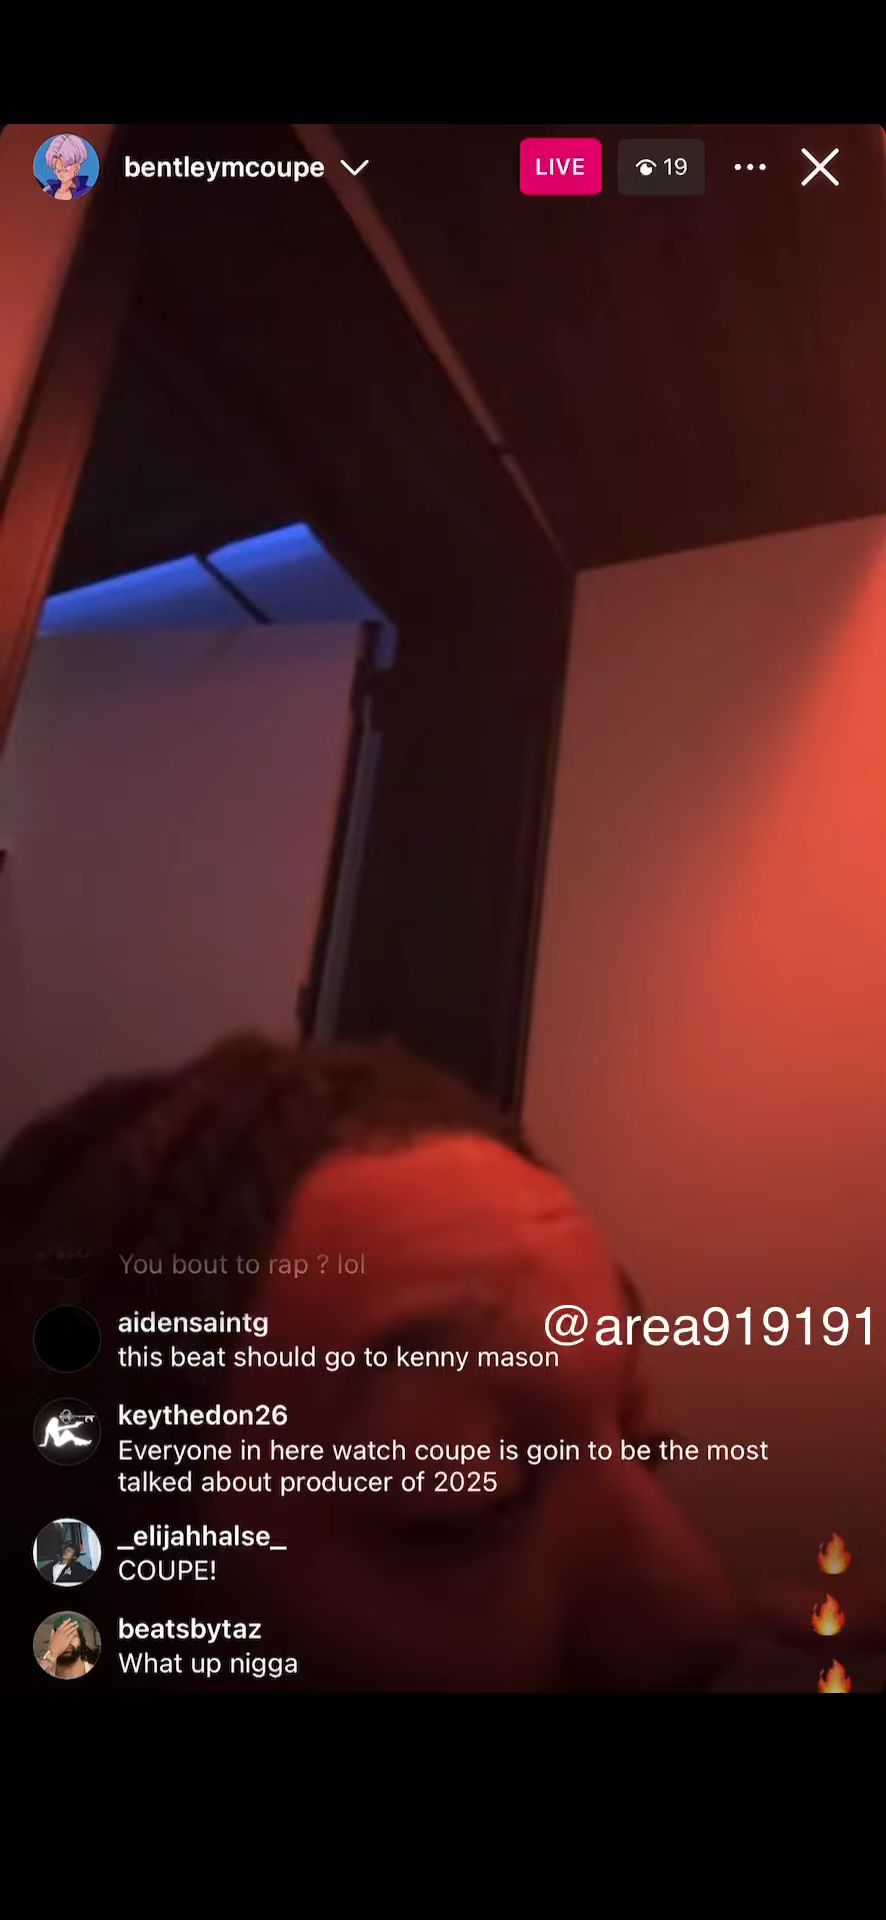 bentleymcoupe
LIVE
19
You bout to rap ? lol
aidensaintg
this beat should go to kenny mason
@area919191
keythedon26
Everyone in here watch coupe is goin to be the most
talked about producer of 2025
_elijahhalse_
COUPE!
beatsbytaz
What up nigga